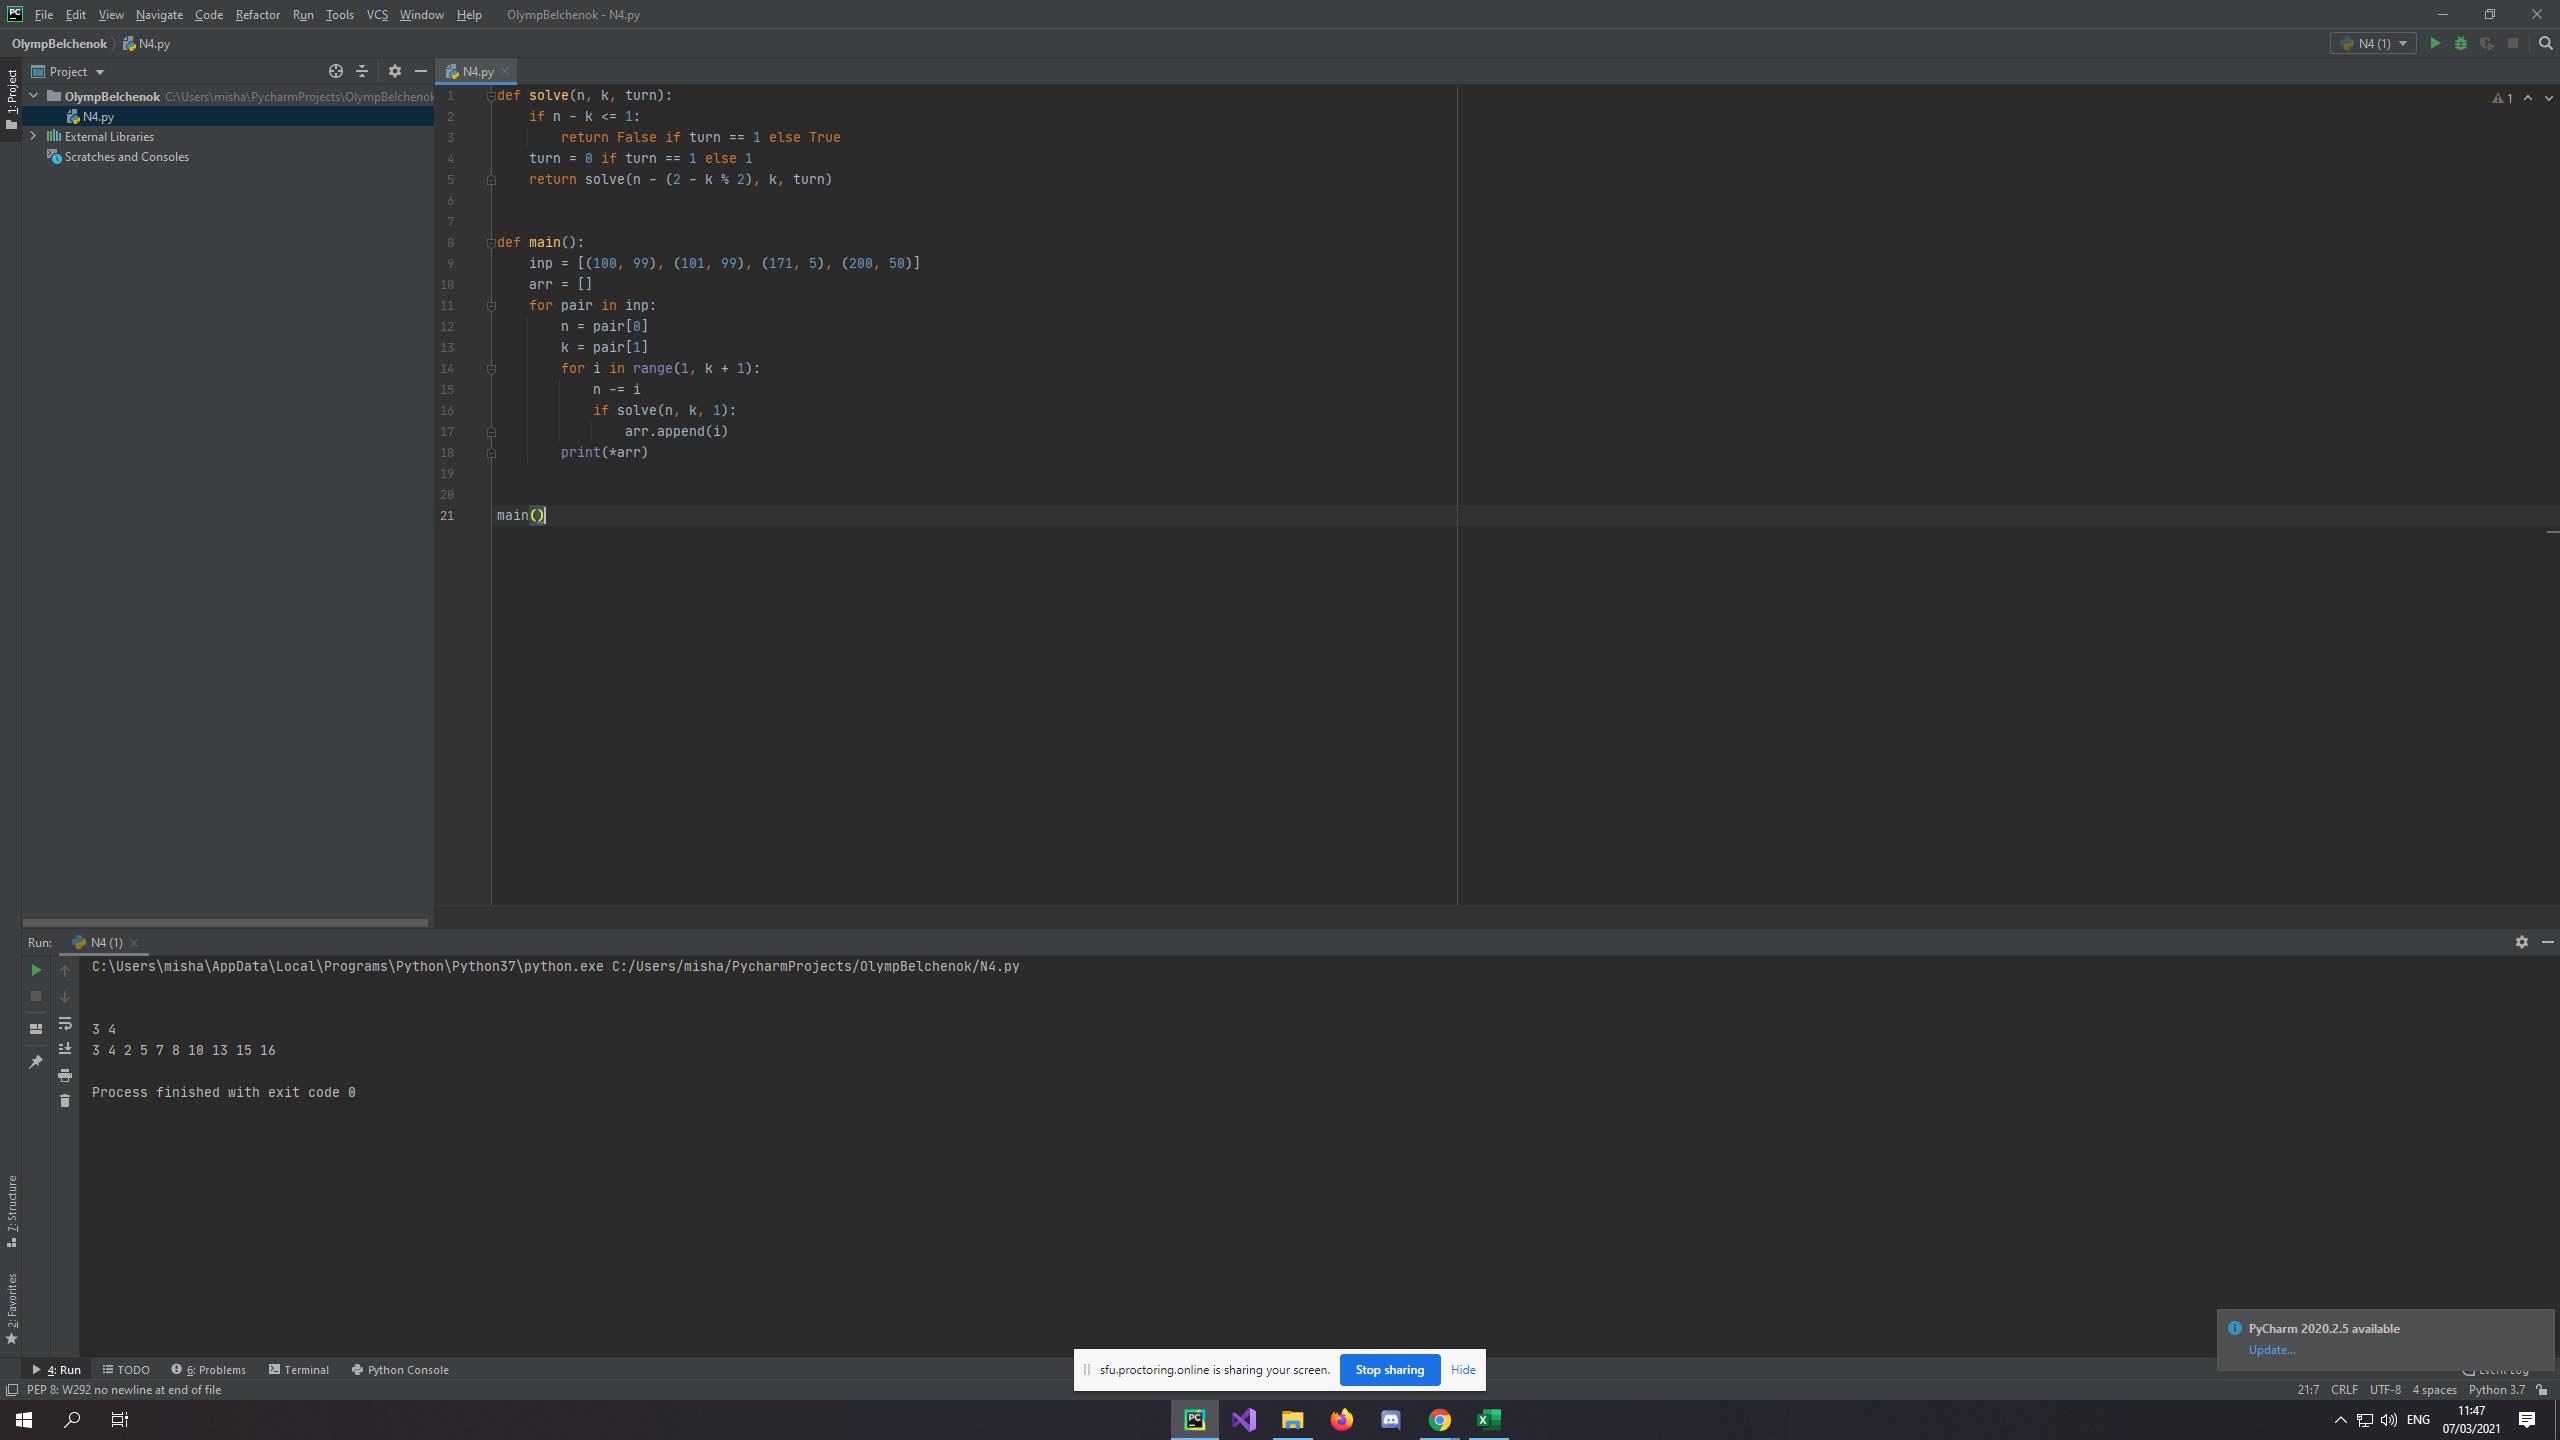 File Edit View Navigate Code Refactor Run Tools VCS Window Help OlympBelchenok - N4.py
OlympBelchenok N4.py
N4 (1)
1: Project
Project
N4.py
OlympBelchenok C:\Users\misha\PycharmProjects\OlympBelchenok
N4.py
External Libraries
Scratches and Consoles
1 def solve(n, k, turn):
2 if n - k <= 1:
3 return False if turn == 1 else True
4 turn = 0 if turn == 1 else 1
5 return solve(n - (2 - k % 2), k, turn)
6
7
8 def main():
9 inp = [(100, 99), (101, 99), (171, 5), (200, 50)]
10 arr = []
11 for pair in inp:
12 n = pair[0]
13 k = pair[1]
14 for i in range(1, k + 1):
15 n -= i
16 if solve(n, k, 1):
17 arr.append(i)
18 print(*arr)
19
20
21 main()
1
Run: N4 (1)
C:\Users\misha\AppData\Local\Programs\Python\Python37\python.exe C:/Users/misha/PycharmProjects/OlympBelchenok/N4.py
3 4
3 4 2 5 7 8 10 13 15 16
Process finished with exit code 0
7: Structure
2: Favorites
PyCharm 2020.2.5 available
Update...
4: Run TODO 6: Problems Terminal Python Console
Event Log
sfu.proctoring.online is sharing your screen. Stop sharing Hide
PEP 8: W292 no newline at end of file
21:7 CRLF UTF-8 4 spaces Python 3.7
PC
ENG
11:47
07/03/2021